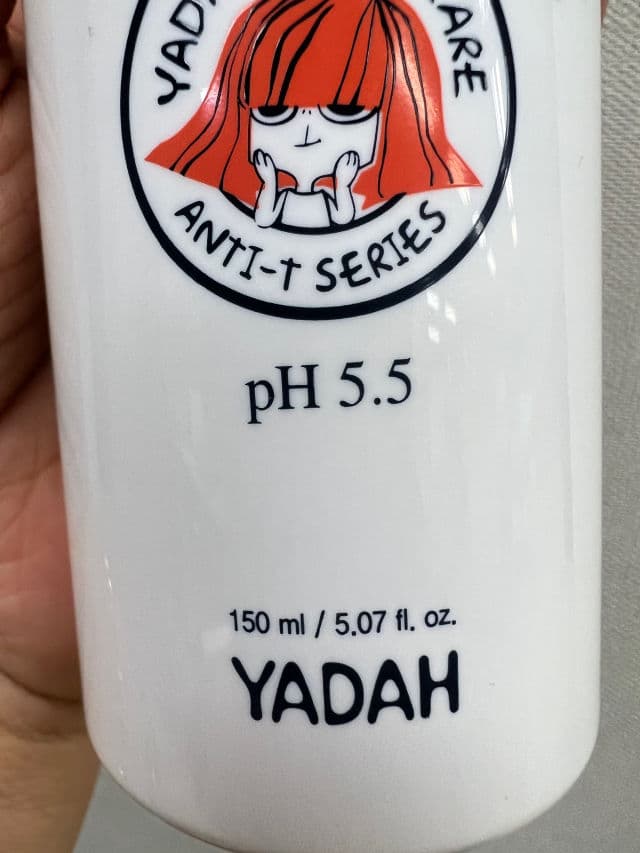 ANTI-T SERIES
pH 5.5
150 ml / 5.07 fl. oz.
YADAH